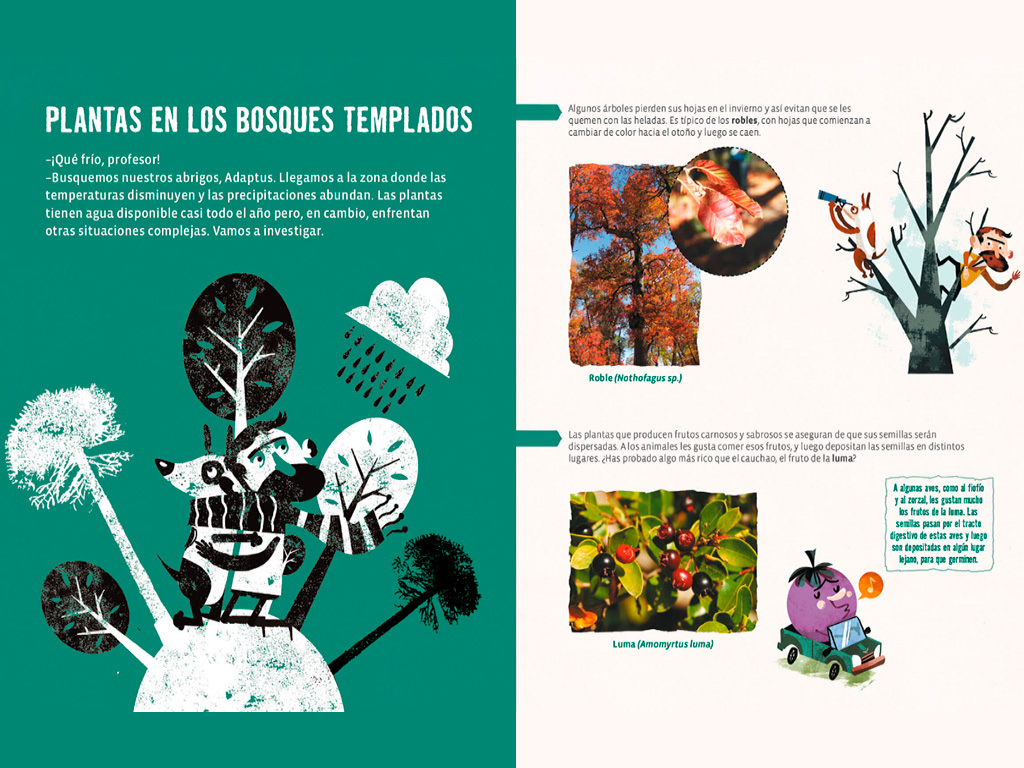 PLANTAS EN LOS BOSQUES TEMPLADOS
–¡Qué frío, profesor!
–Busquemos nuestros abrigos, Adaptus. Llegamos a la zona donde las
temperaturas disminuyen y las precipitaciones abundan. Las plantas
tienen agua disponible casi todo el año pero, en cambio, enfrentan
otras situaciones complejas. Vamos a investigar.
Algunos árboles pierden sus hojas en el invierno y así evitan que se les
quemen con las heladas. Es típico de los robles, con hojas que comienzan a
cambiar de color hacia el otoño y luego se caen.
Roble (Nothofagus sp.)
Las plantas que producen frutos carnosos y sabrosos se aseguran de que sus semillas serán
dispersadas. A los animales les gusta comer esos frutos, y luego depositan las semillas en distintos
lugares. ¿Has probado algo más rico que el cauchao, el fruto de la luma?
Luma (Amomyrtus luma)
A algunas aves, como al fiofío
y al zorzal, les gustan mucho
los frutos de la luma. Las
semillas pasan por el tracto
digestivo de estas aves y luego
son depositadas en algún lugar
lejano, para que germinen.